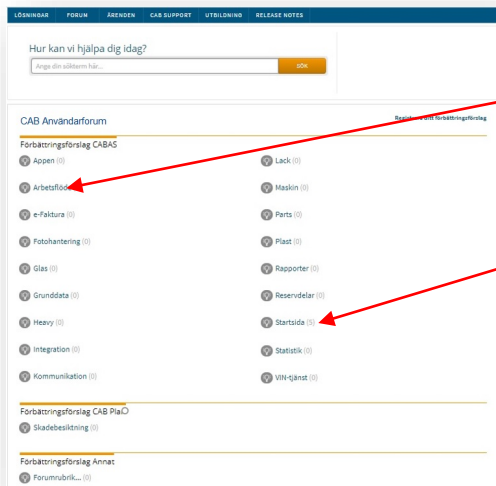 LÖSNINGAR FORUM ÄRENDEN CAB SUPPORT UTBILDNING RELEASE NOTES
Hur kan vi hjälpa dig idag?
Ange din sökterm här...
SÖK
CAB Användarforum
Registrera ditt förbättringsförslag
Förbättringsförslag CABAS
Appen (0)
Lack (0)
Arbetsflöde
Maskin (0)
e-Faktura (0)
Parts (0)
Fotohantering (0)
Plast (0)
Glas (0)
Rapporter (0)
Grunddata (0)
Reservdelar (0)
Heavy (0)
Startsida (5)
Integration (0)
Statistik (0)
Kommunikation (0)
VIN-tjänst (0)
Förbättringsförslag CAB
Skadebesiktning (0)
Förbättringsförslag Annat
Forumrubrik... (0)